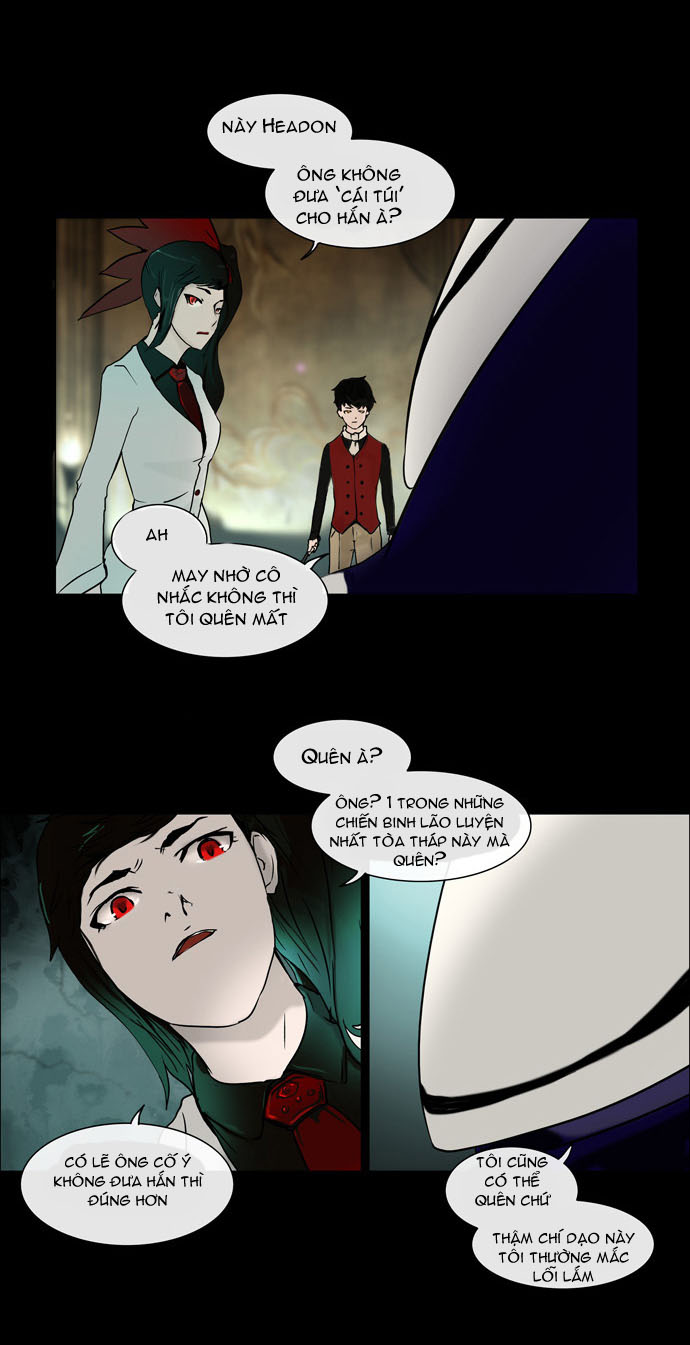 này Headon
ông không
đưa ‘cái túi’
cho hắn à?
Ah
May nhờ cô
nhắc không thì
tôi quên mất
Quên à?
Ông? 1 trong những
chiến binh lão luyện
nhất tòa tháp này mà
quên?
Có lẽ ông cố ý
không đưa hắn thì
đúng hơn
Tôi cũng
có thể
quên chứ
Thậm chí dạo này
tôi thường mắc
lỗi lắm